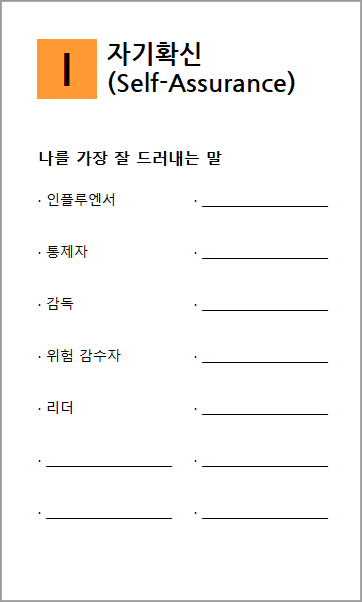 I
자기확신
(Self-Assurance)
나를 가장 잘 드러내는 말
· 인플루엔서
· 통제자
· 감독
· 위험 감수자
· 리더